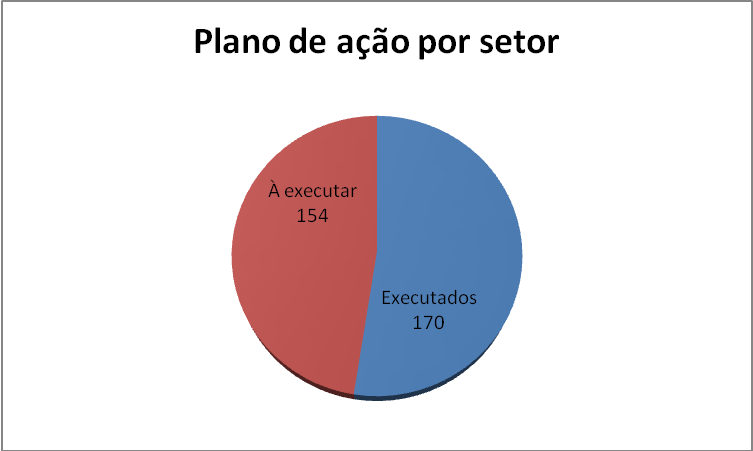 Plano de ação por setor
À executar
154
Executados
170